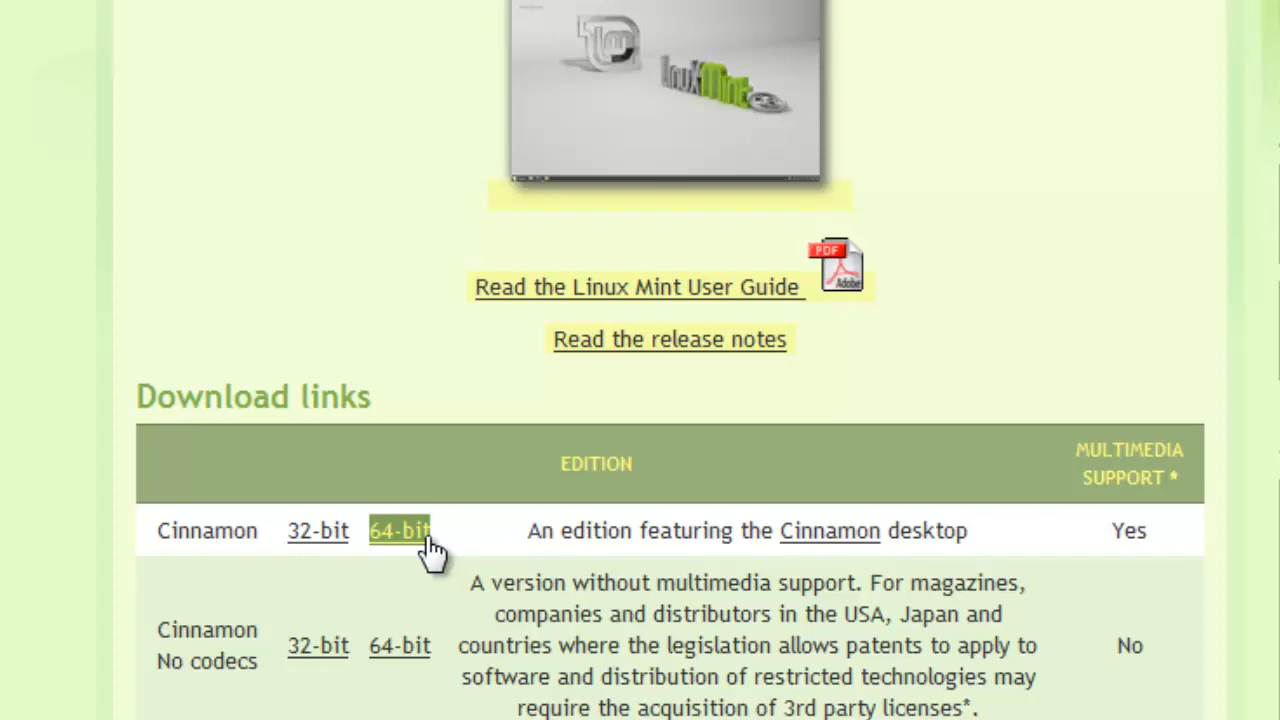 linuxMint
PDF
Adobe
Read the Linux Mint User Guide
Read the release notes
Download links
EDITION
MULTIMEDIA
SUPPORT *
Cinnamon 32-bit 64-bit An edition featuring the Cinnamon desktop Yes
A version without multimedia support. For magazines,
companies and distributors in the USA, Japan and
Cinnamon
No codecs
32-bit 64-bit countries where the legislation allows patents to apply to No
software and distribution of restricted technologies may
require the acquisition of 3rd party licenses*.